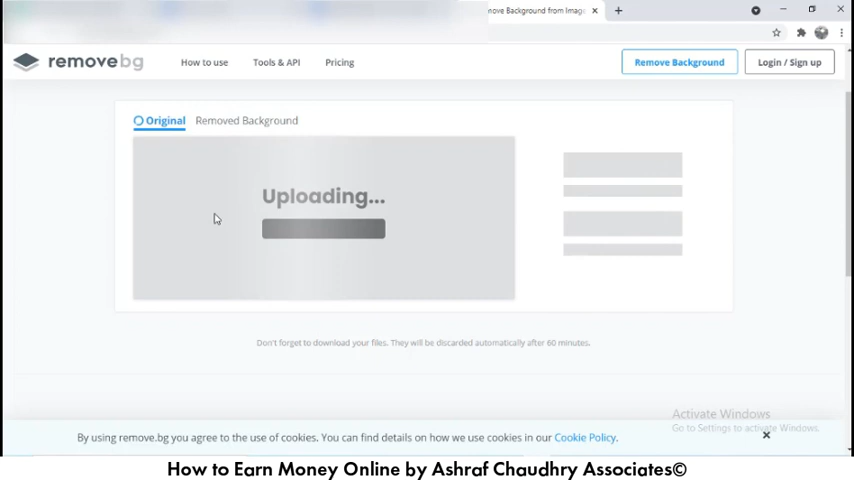 move Background from Image
removebg
How to use
Tools & API
Pricing
Remove Background
Login / Sign up
Original
Removed Background
Uploading...
Don't forget to download your files. They will be discarded automatically after 60 minutes.
Activate Windows
Go to Settings to activate Windows.
By using remove.bg you agree to the use of cookies. You can find details on how we use cookies in our Cookie Policy.
How to Earn Money Online by Ashraf Chaudhry Associates©